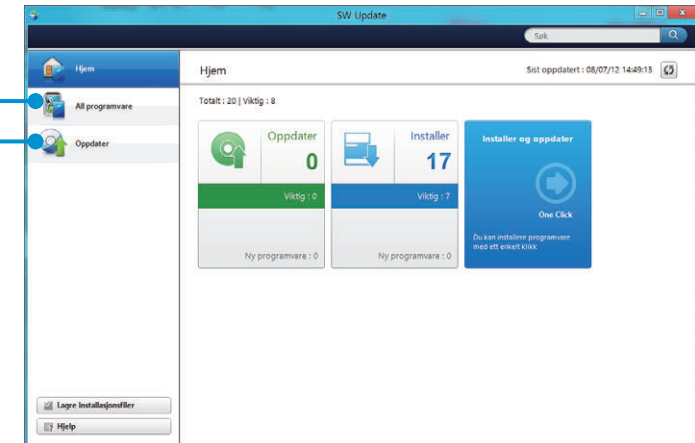 SW Update
Søk
Hjem
All programvare
Oppdater
Lagre installasjonsfiler
Hjelp
Hjem
Sist oppdatert : 08/07/12 14:49:13
Totalt : 20 | Viktig : 8
Oppdater
0
Viktig : 0
Ny programvare : 0
Installer
17
Viktig : 7
Ny programvare : 0
Installer og oppdater
One Click
Du kan installere programvare
med ett enkelt klikk